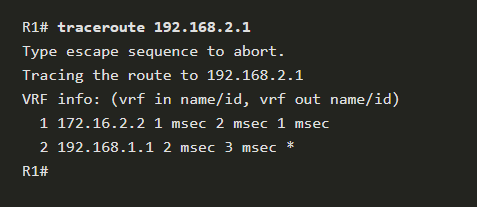 R1# traceroute 192.168.2.1
Type escape sequence to abort.
Tracing the route to 192.168.2.1
VRF info: (vrf in name/id, vrf out name/id)
1 172.16.2.2 1 msec 2 msec 1 msec
2 192.168.1.1 2 msec 3 msec *
R1#